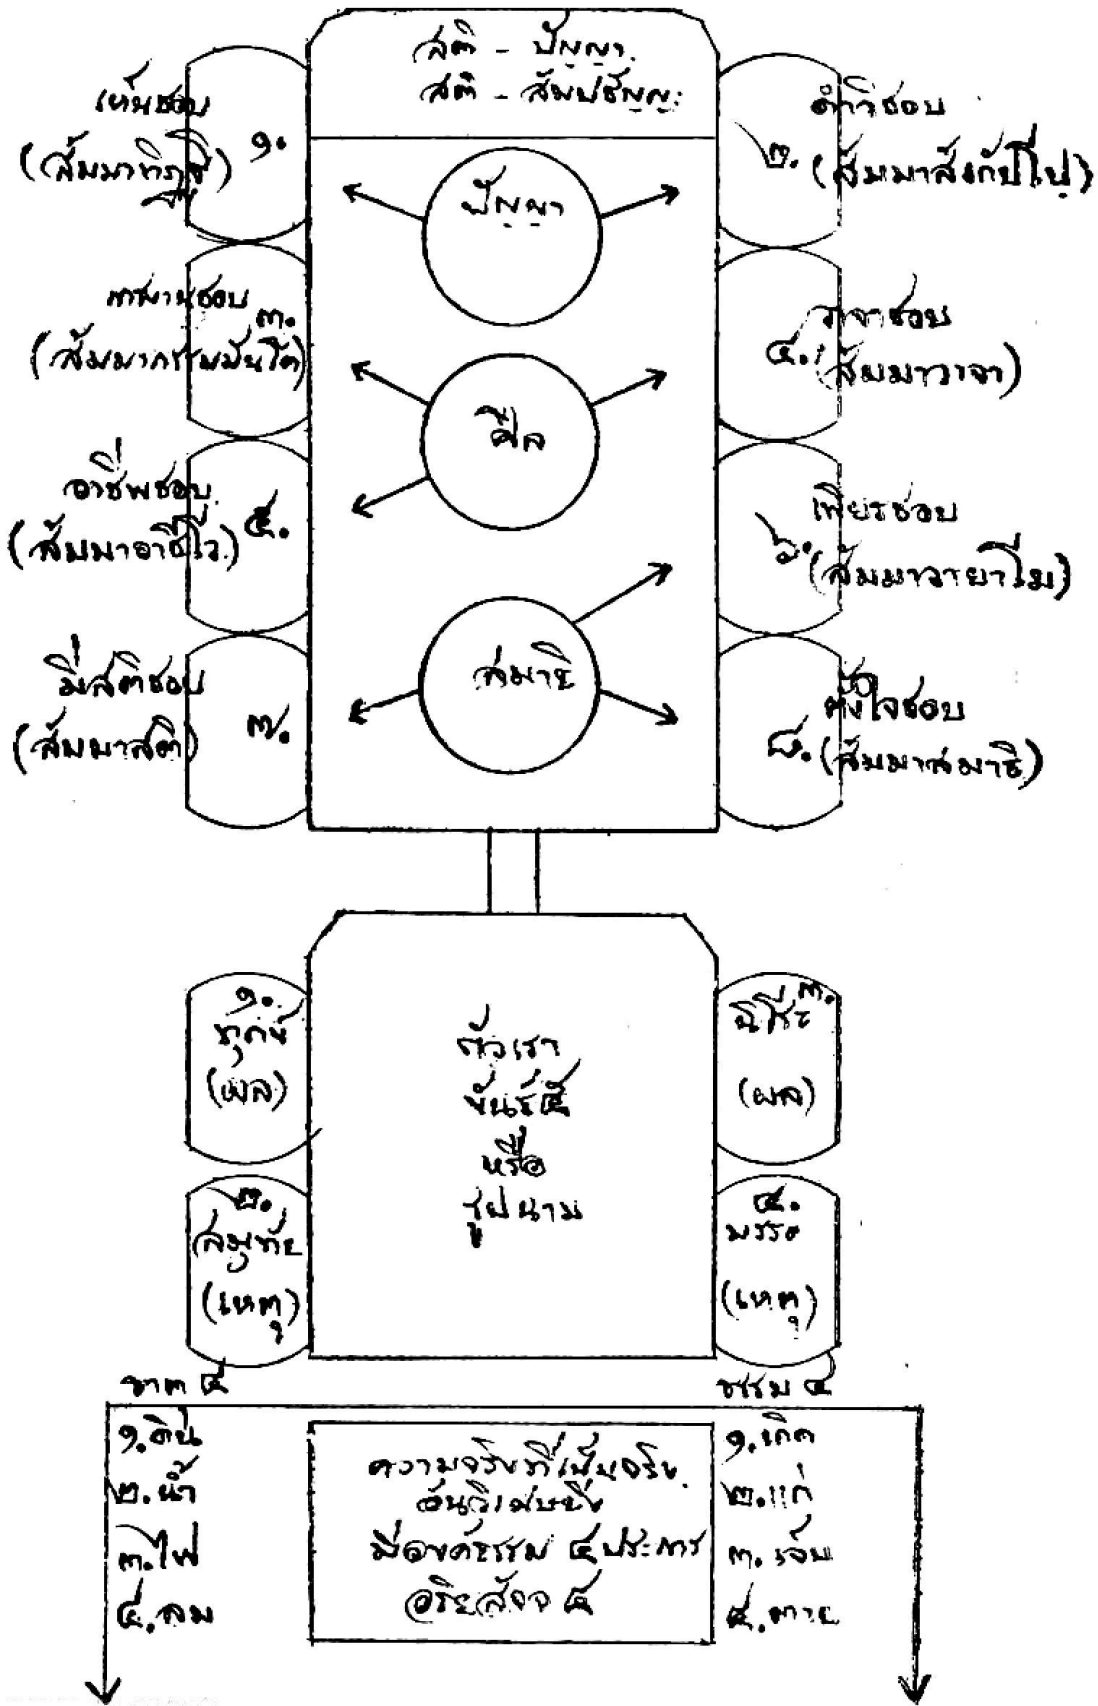 สติ - ปัญญา
สติ - สัมปชัญญะ
เห็นชอบ
(สัมมาทิฏฐิ)
๑.
ปัญญา
ดำริชอบ
๒. (สัมมาสังกัปโป)
การงานชอบ
๓.
(สัมมากรรมมันโต)
ศีล
วาจาชอบ
๔. (สัมมาวาจา)
อาชีพชอบ
(สัมมาอาชีโว) ๕.
เพียรชอบ
๖. (สัมมาวายาโม)
มีสติชอบ
(สัมมาสติ) ๗.
สมาธิ
ตั้งใจชอบ
๘. (สัมมาสมาธิ)
๑.
ทุกข์
(ผล)
๒.
สมุทัย
(เหตุ)
ตัวเรา
ขันธ์ ๕
หรือ
รูปนาม
๓.
นิโรธ
(ผล)
๔.
มรรค
(เหตุ)
ธาตุ ๔
๑. ดิน
๒. น้ำ
๓. ไฟ
๔. ลม
ความจริงที่เป็นจริง
อันวิเศษยิ่ง
มีองค์ธรรม ๔ ประการ
อริยสัจจ ๔
ธรรม ๔
๑. เกิด
๒. แก่
๓. เจ็บ
๔. ตาย